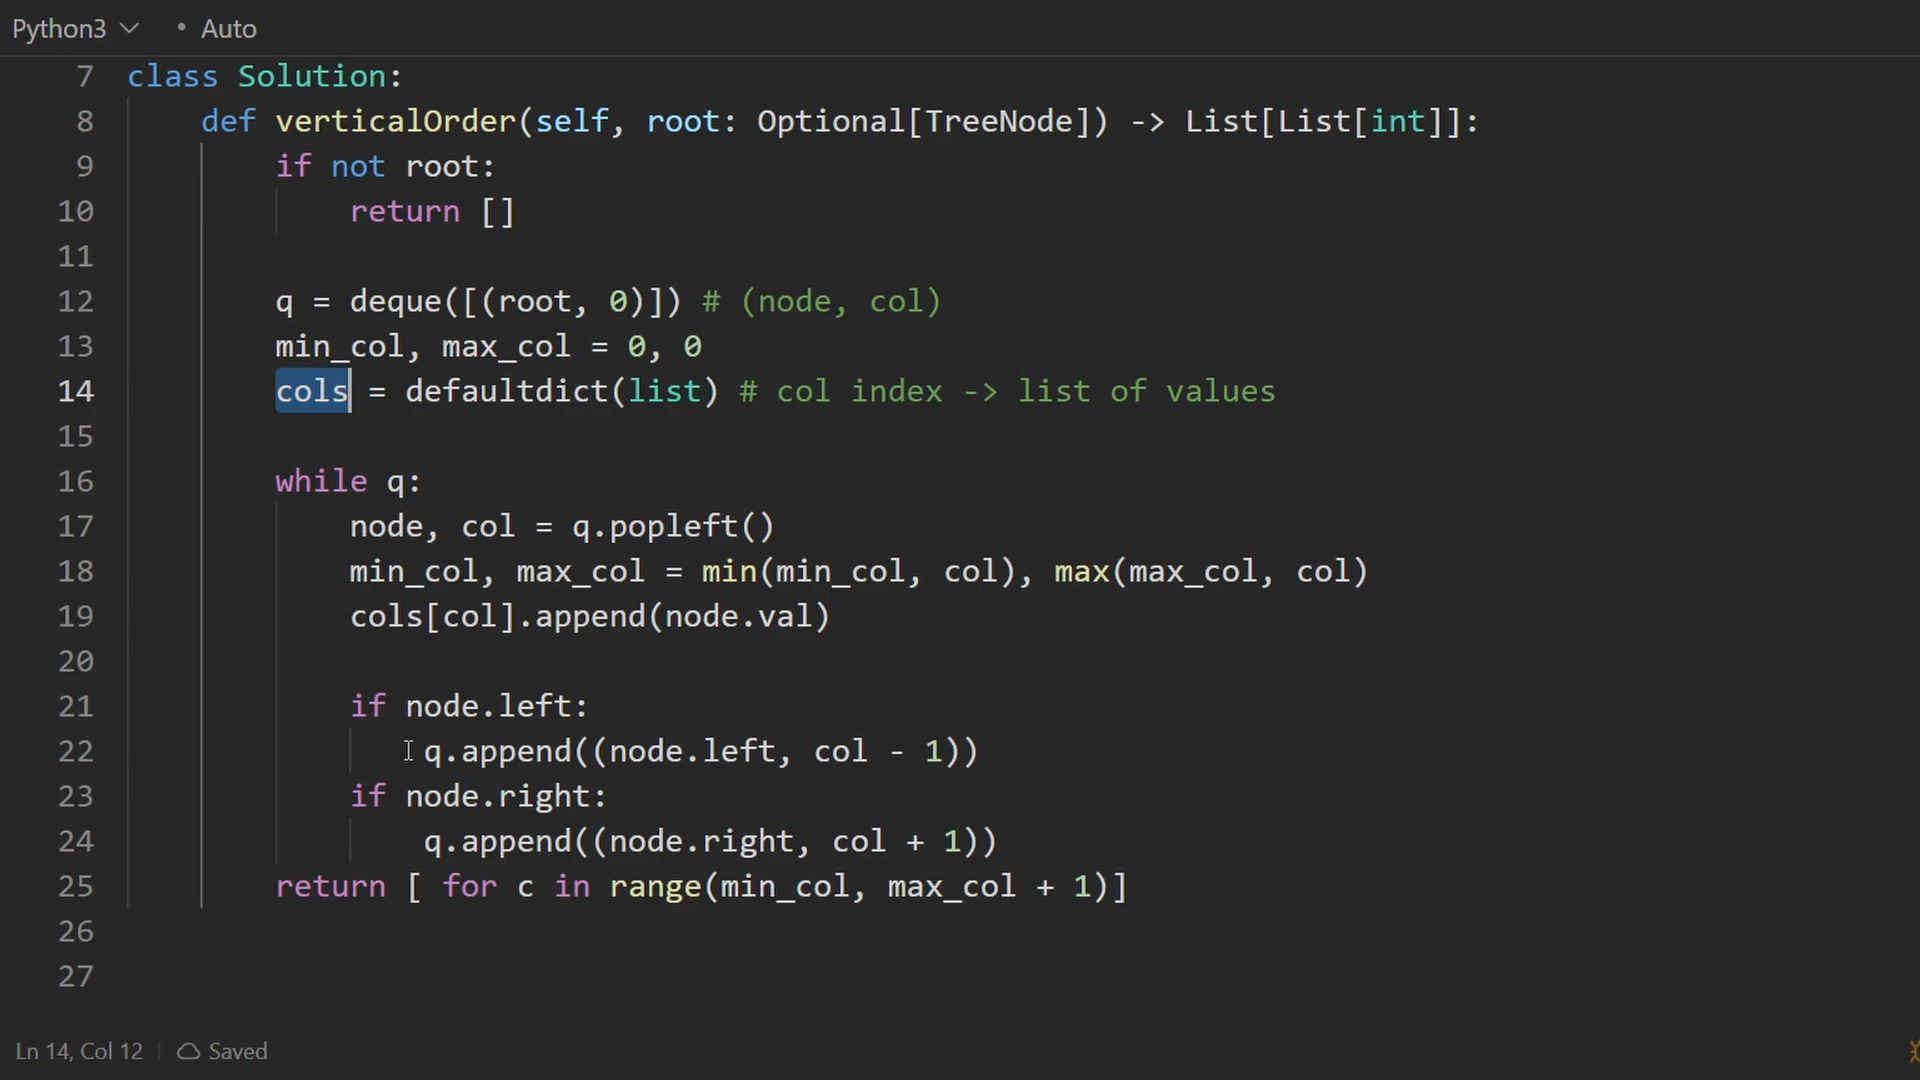 Python3 • Auto
7 class Solution:
8 def verticalOrder(self, root: Optional[TreeNode]) -> List[List[int]]:
9 if not root:
10 return []
11
12 q = deque([(root, 0)]) # (node, col)
13 min_col, max_col = 0, 0
14 cols = defaultdict(list) # col index -> list of values
15
16 while q:
17 node, col = q.popleft()
18 min_col, max_col = min(min_col, col), max(max_col, col)
19 cols[col].append(node.val)
20
21 if node.left:
22 q.append((node.left, col - 1))
23 if node.right:
24 q.append((node.right, col + 1))
25 return [ for c in range(min_col, max_col + 1)]
26
27
Ln 14, Col 12 Saved